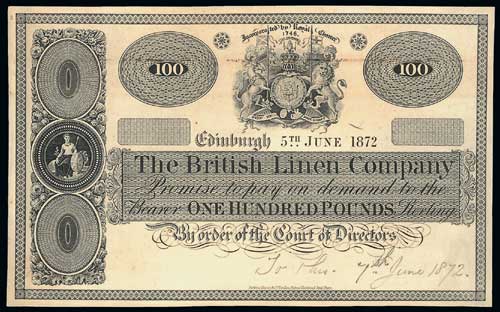 Incorporated by Royal Charter
1746.
100 100
Edinburgh 5TH JUNE 1872
The British Linen Company
Promise to pay on demand to the
Bearer ONE HUNDRED POUNDS Sterling
By order of the Court of Directors
7th June 1872.